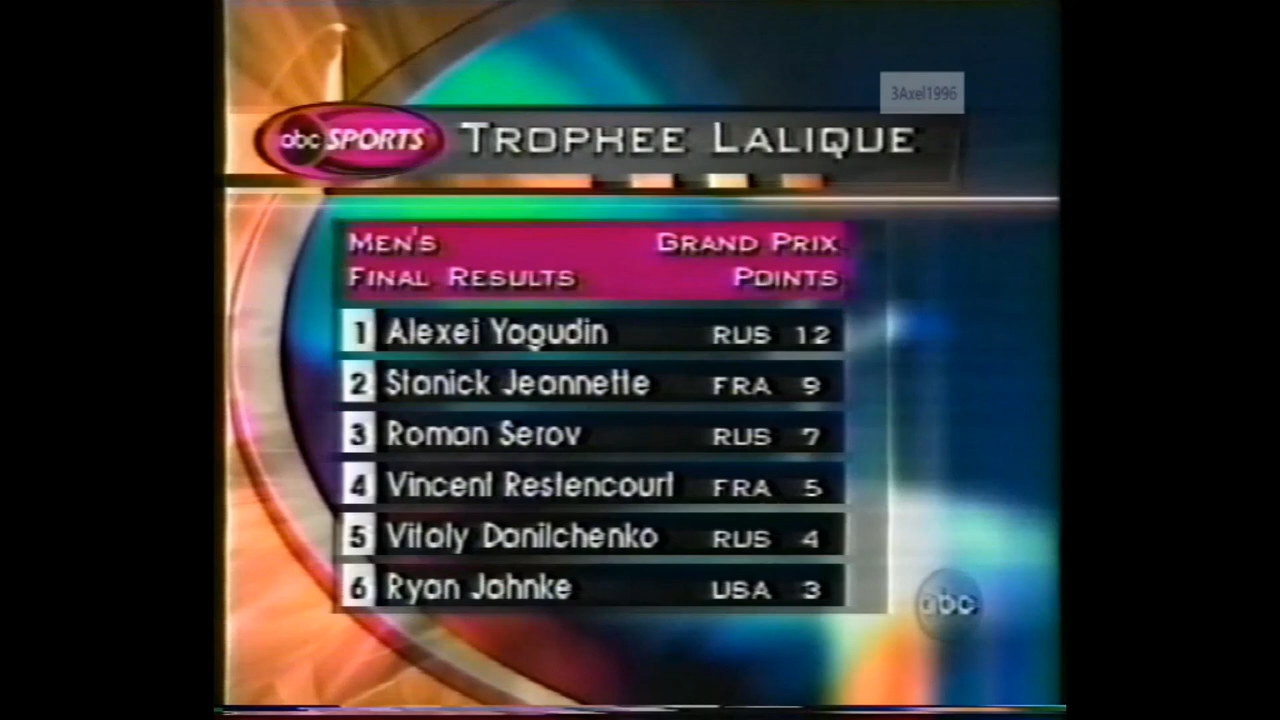 3Axel1996
abc SPORTS TROPHEE LALIQUE
MEN'S GRAND PRIX
FINAL RESULTS POINTS
1 Alexei Yagudin RUS 12
2 Stanick Jeannette FRA 9
3 Roman Serov RUS 7
4 Vincent Restencourt FRA 5
5 Vitaly Danilchenko RUS 4
6 Ryan Jahnke USA 3
abc